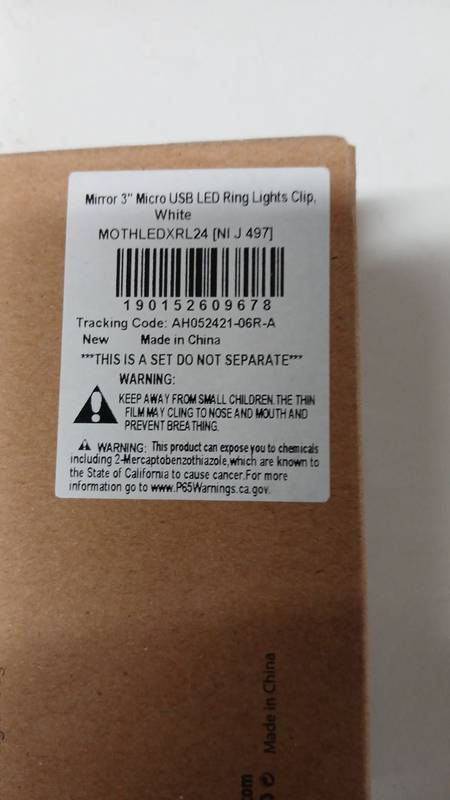 Mirror 3" Micro USB LED Ring Lights Clip,
White
MOTHLEDXRL24 [NI J 497]
190152609678
Tracking Code: AH052421-06R-A
New Made in China
***THIS IS A SET DO NOT SEPARATE***
WARNING:
KEEP AWAY FROM SMALL CHILDREN.THE THIN
FILM MAY CLING TO NOSE AND MOUTH AND
PREVENT BREATHING.
WARNING: This product can expose you to chemicals
including 2-Mercaptobenzothiazole,which are known to
the State of California to cause cancer.For more
information go to www.P65Warnings.ca.gov.
Made in China
com